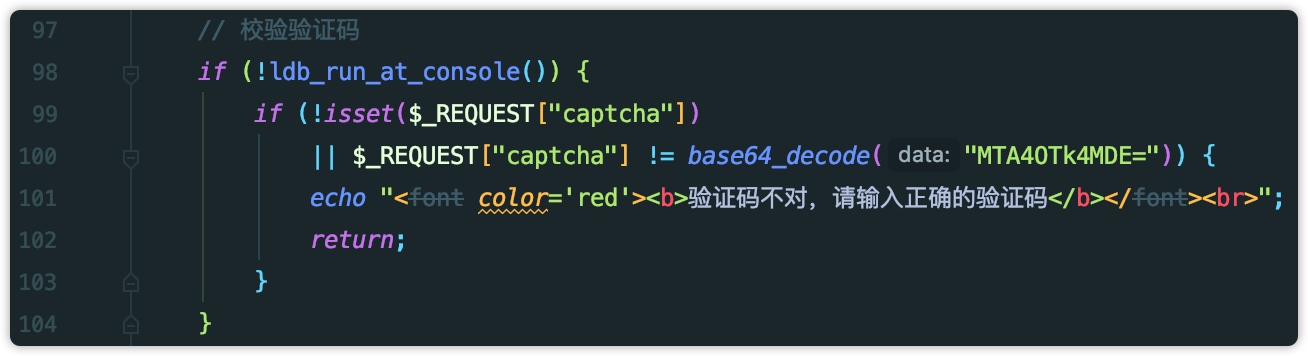 97 // 校验验证码
98 if (!ldb_run_at_console()) {
99 if (!isset($_REQUEST["captcha"])
100 || $_REQUEST["captcha"] != base64_decode( data: "MTA4OTk4MDE=")) {
101 echo "<font color='red'><b>验证码不对，请输入正确的验证码</b></font><br>";
102 return;
103 }
104 }